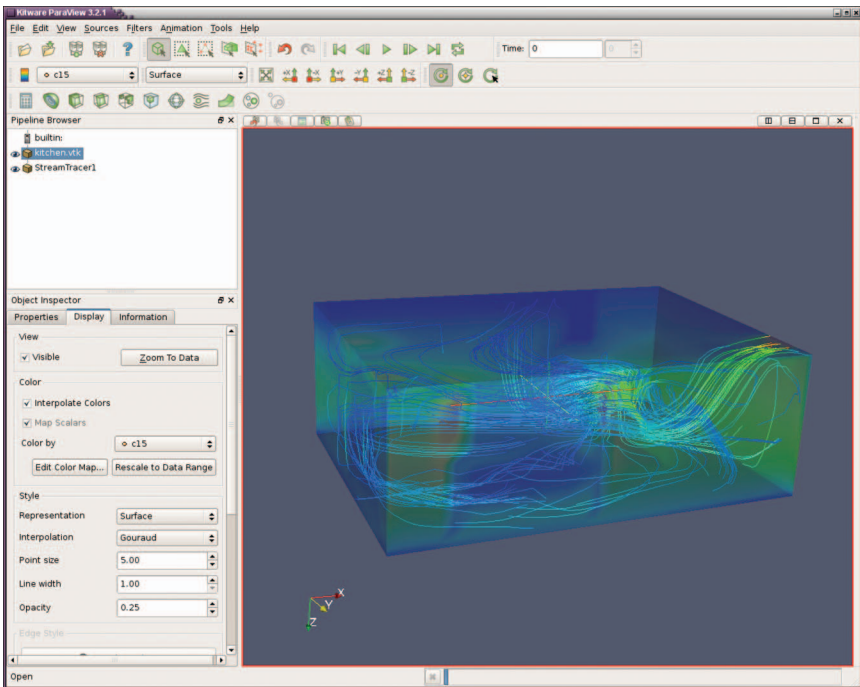 Kitware ParaView 3.2.1
File Edit View Sources Filters Animation Tools Help
Time: 0 0
c15 Surface +X -X +Y -Y +Z -Z
Pipeline Browser
builtin:
kitchen.vtk
StreamTracer1
Object Inspector
Properties Display Information
View
Visible Zoom To Data
Color
Interpolate Colors
Map Scalars
Color by c15
Edit Color Map... Rescale to Data Range
Style
Representation Surface
Interpolation Gouraud
Point size 5.00
Line width 1.00
Opacity 0.25
Edge Style
X
Y
Z
Open